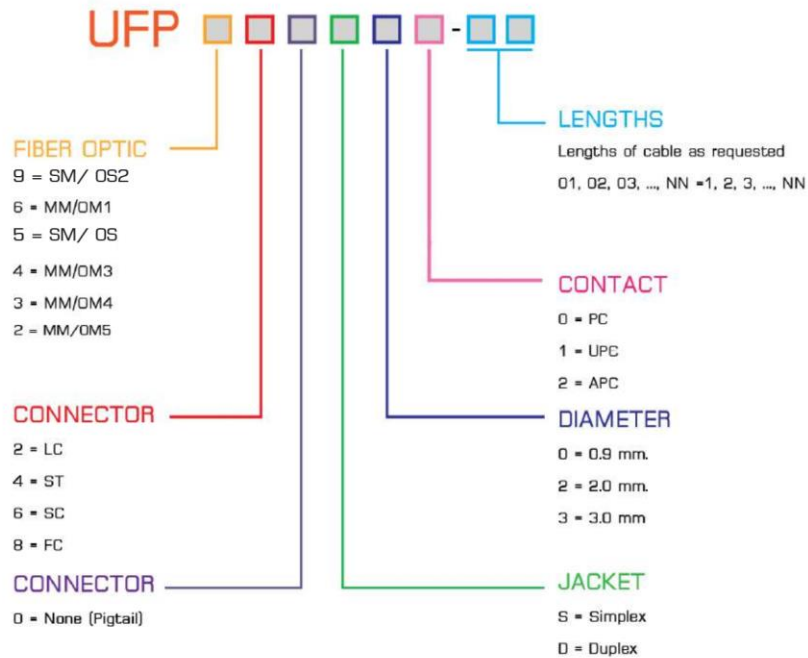 UFP -
FIBER OPTIC
9 = SM/ OS2
6 = MM/OM1
5 = SM/ OS
4 = MM/OM3
3 = MM/OM4
2 = MM/OM5
CONNECTOR
2 = LC
4 = ST
6 = SC
8 = FC
CONNECTOR
0 = None (Pigtail)
LENGTHS
Lengths of cable as requested
01, 02, 03, ..., NN =1, 2, 3, ..., NN
CONTACT
0 = PC
1 = UPC
2 = APC
DIAMETER
0 = 0.9 mm.
2 = 2.0 mm.
3 = 3.0 mm
JACKET
S = Simplex
D = Duplex